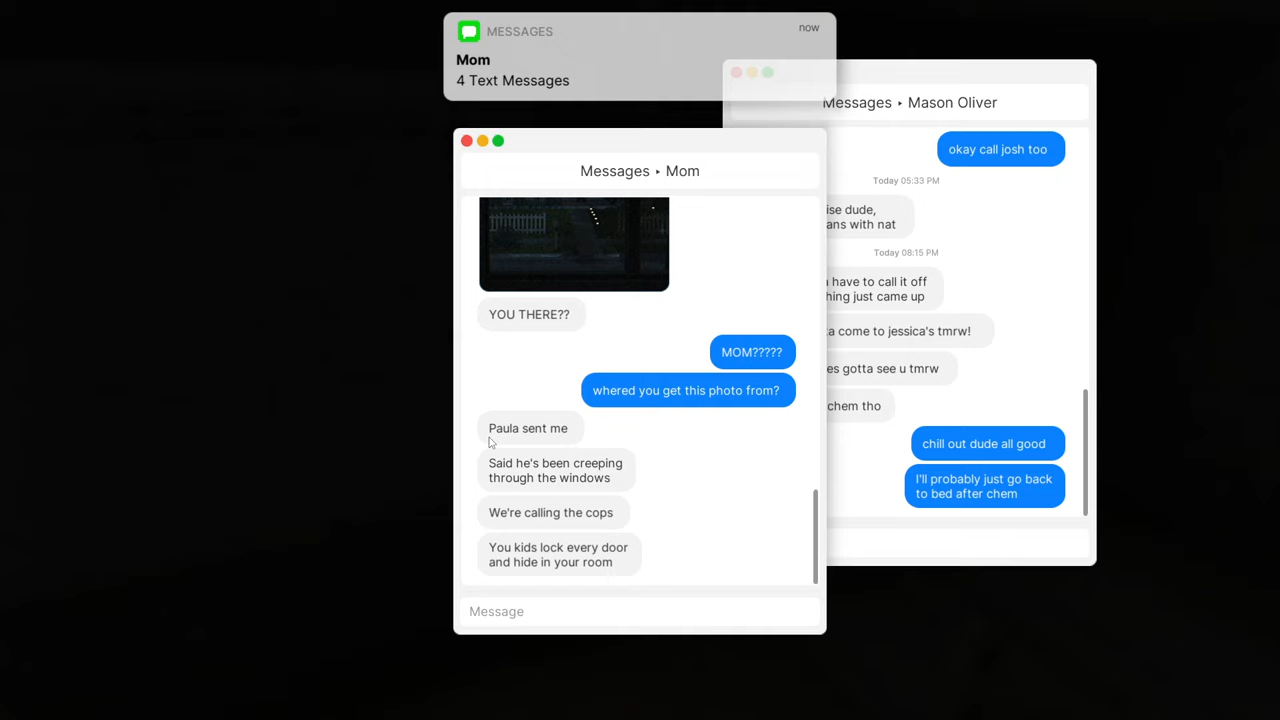 MESSAGES
now
Mom
4 Text Messages
Messages ‣ Mason Oliver
okay call josh too
Today 05:33 PM
dude,
with nat
Today 08:15 PM
have to call it off
just came up
come to jessica's tmrw!
gotta see u tmrw
chem tho
chill out dude all good
I'll probably just go back
to bed after chem
Messages ‣ Mom
YOU THERE??
MOM?????
whered you get this photo from?
Paula sent me
Said he's been creeping
through the windows
We're calling the cops
You kids lock every door
and hide in your room
Message